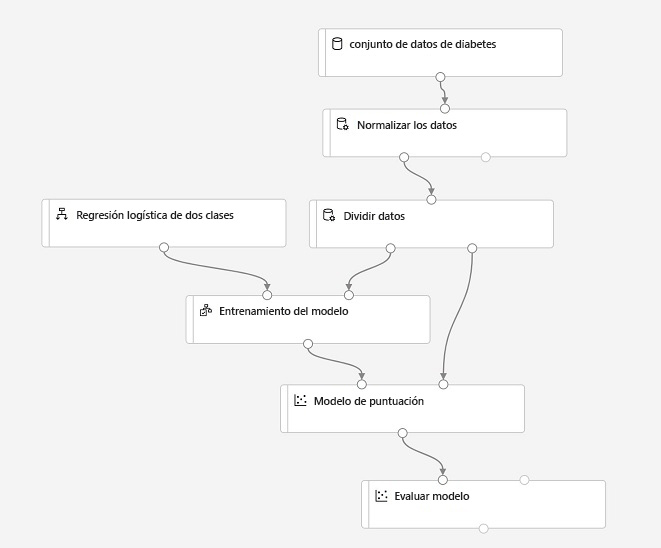 conjunto de datos de diabetes
Normalizar los datos
Regresión logística de dos clases
Dividir datos
Entrenamiento del modelo
Modelo de puntuación
Evaluar modelo